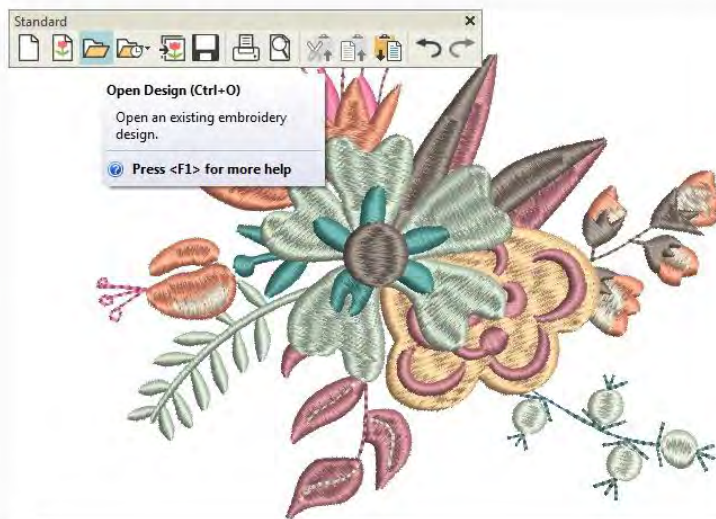 Standard
Open Design (Ctrl+O)
Open an existing embroidery
design.
Press <F1> for more help